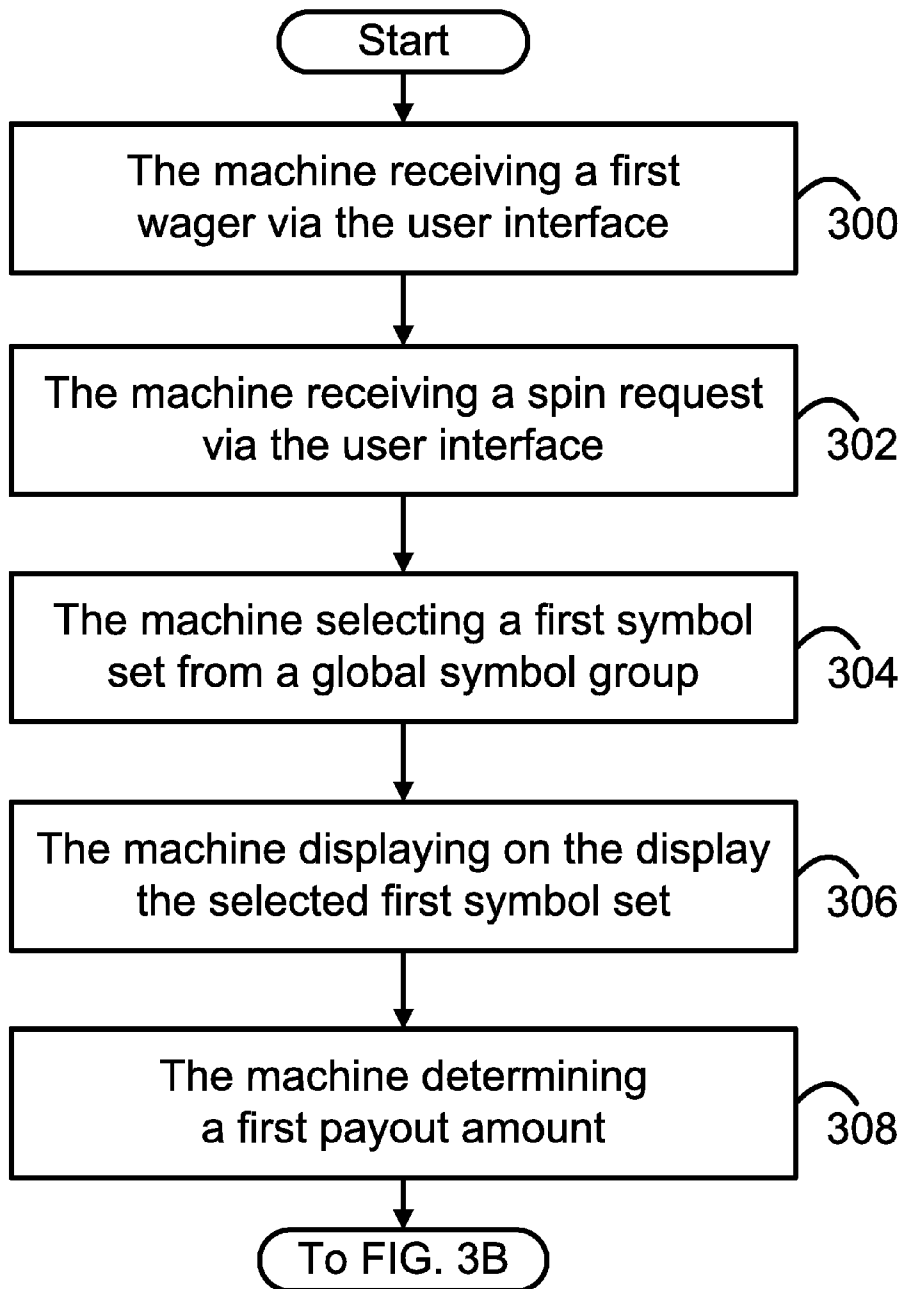 Start
The machine receiving a first
wager via the user interface
300
The machine receiving a spin request
via the user interface
302
The machine selecting a first symbol
set from a global symbol group
304
The machine displaying on the display
the selected first symbol set
306
The machine determining
a first payout amount
308
To FIG. 3B